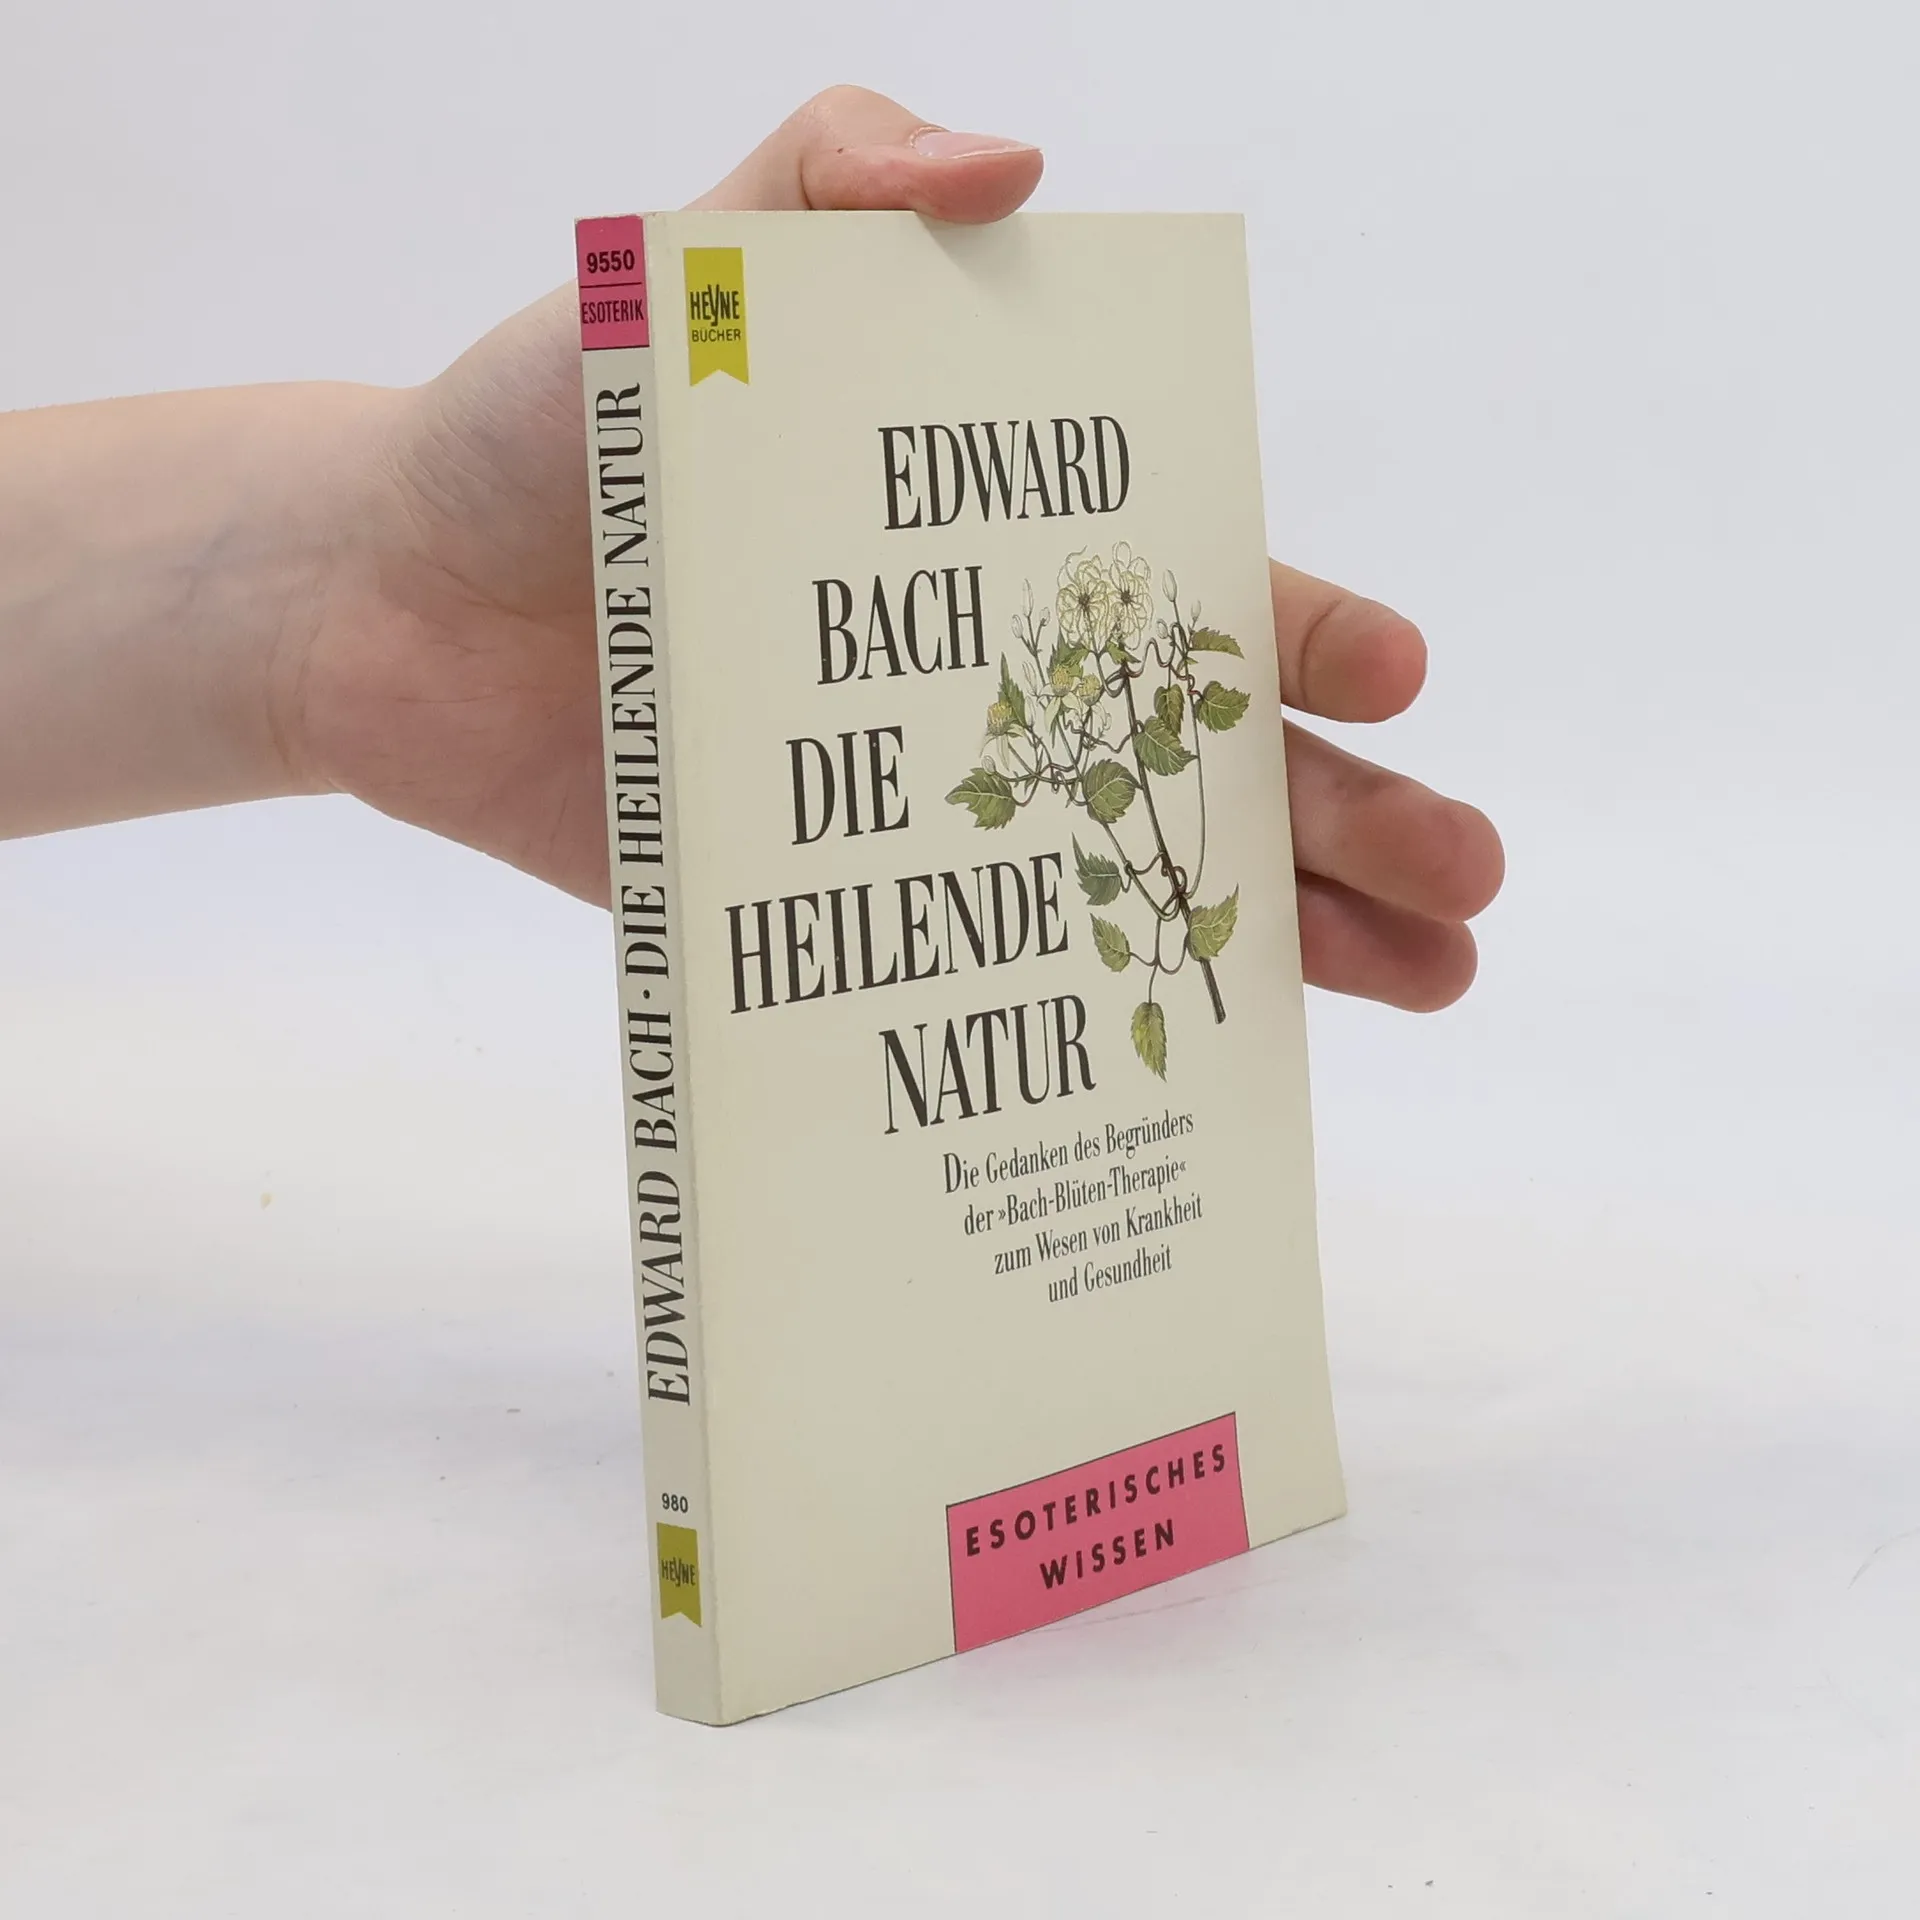 9550
ESOTERIK
EDWARD BACH · DIE HEILENDE NATUR
980
HEYNE
HEYNE
BÜCHER
EDWARD
BACH
DIE
HEILENDE
NATUR
Die Gedanken des Begründers
der »Bach-Blüten-Therapie«
zum Wesen von Krankheit
und Gesundheit
ESOTERISCHES
WISSEN